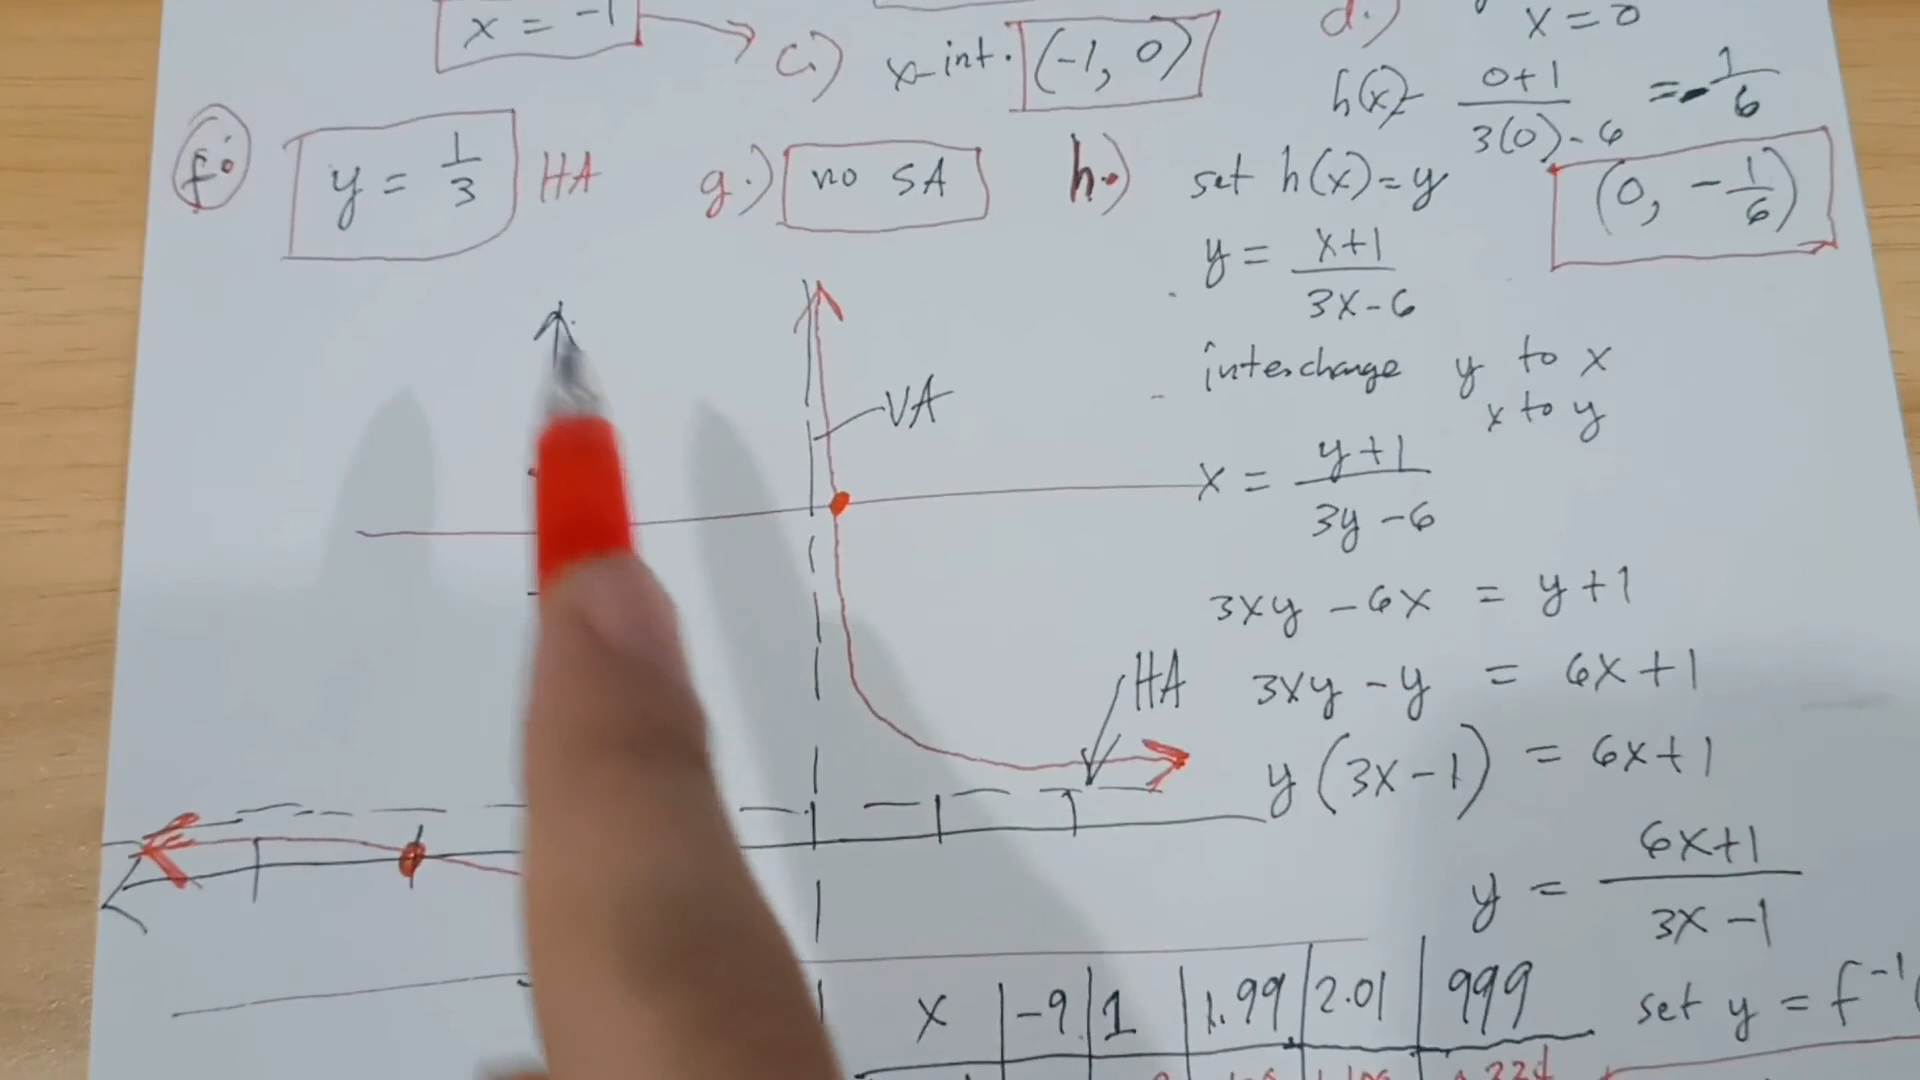 x = -1
c.) x-int. (-1, 0)
d.)
x = 0
h(x)= 0+1 / 3(0)-6 = -1/6
(0, -1/6)
f. y = 1/3 HA
g.) no SA
h.) set h(x)=y
y = x+1 / 3x-6
interchange y to x
x to y
x = y+1 / 3y-6
3xy - 6x = y+1
3xy - y = 6x+1
y(3x-1) = 6x+1
y = 6x+1 / 3x-1
set y = f⁻¹(
VA
HA
x | -9 | 1 | 1.99 | 2.01 | 999